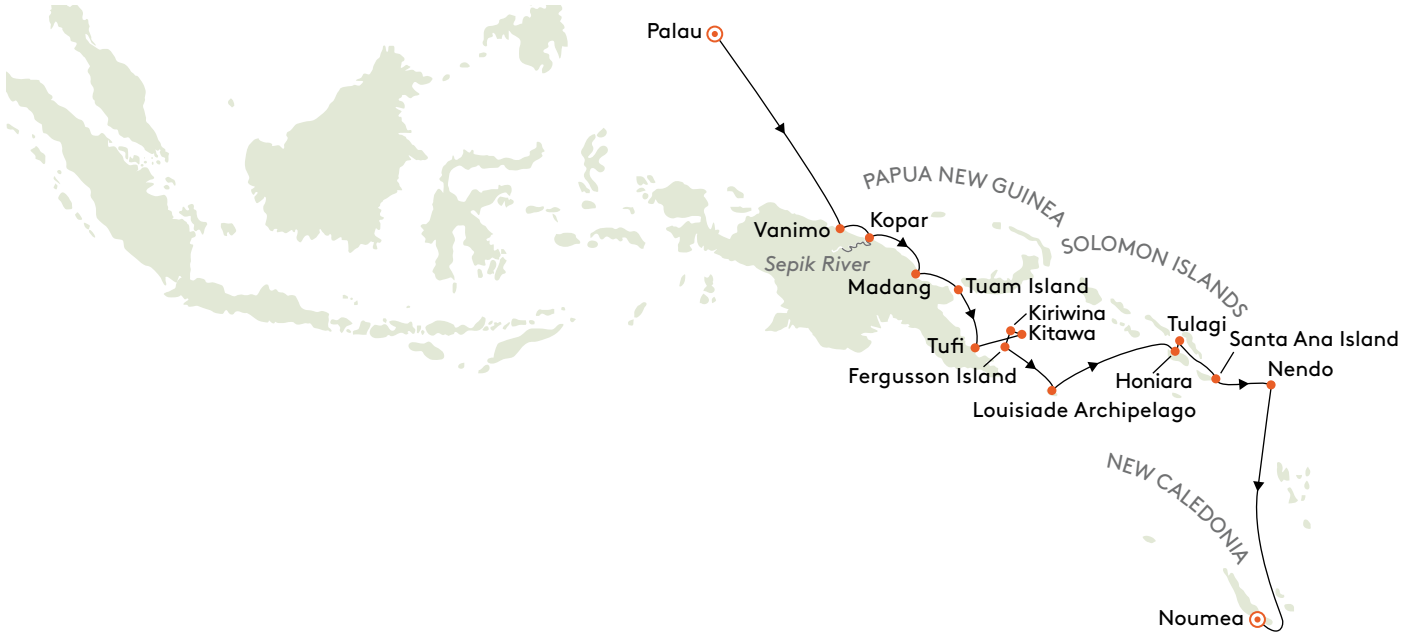 Palau
PAPUA NEW GUINEA
Kopar
Vanimo
SOLOMON ISLANDS
Sepik River
Madang
Tuam Island
Kiriwina
Tulagi
Kitawa
Santa Ana Island
Tufi
Fergusson Island
Honiara
Nendo
Louisiade Archipelago
NEW CALEDONIA
Noumea